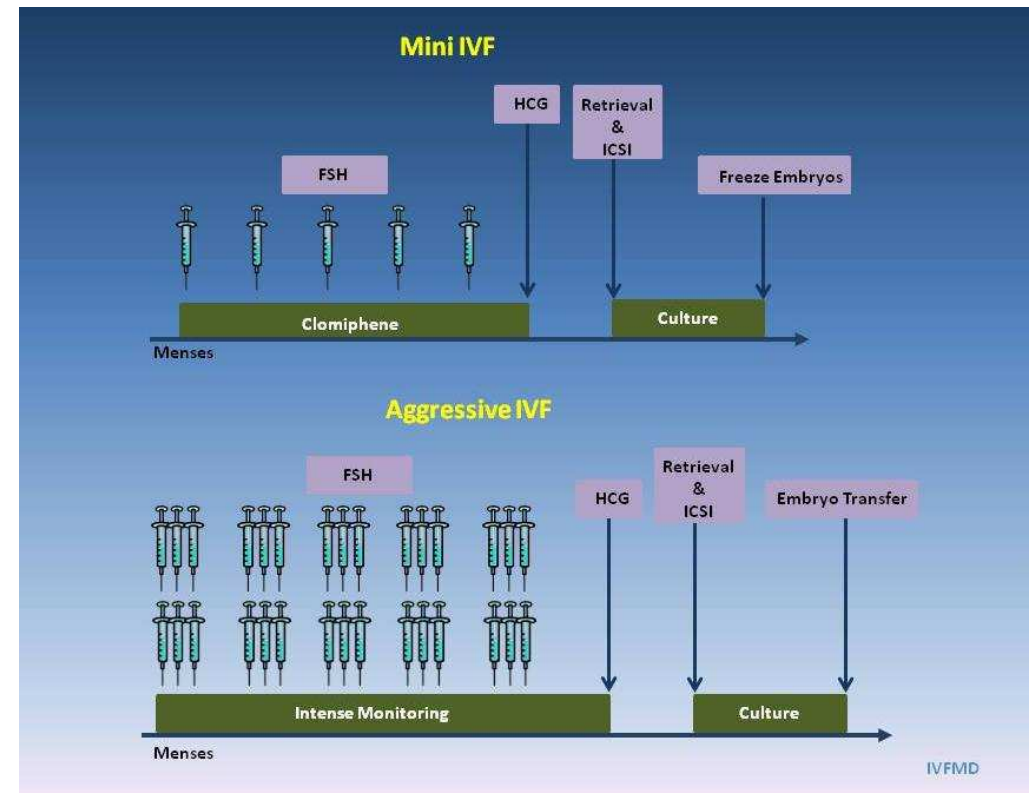 Mini IVF
HCG
Retrieval
&
ICSI
FSH
Freeze Embryos
Clomiphene
Culture
Menses
Aggressive IVF
FSH
HCG
Retrieval
&
ICSI
Embryo Transfer
Intense Monitoring
Culture
Menses
IVFMD